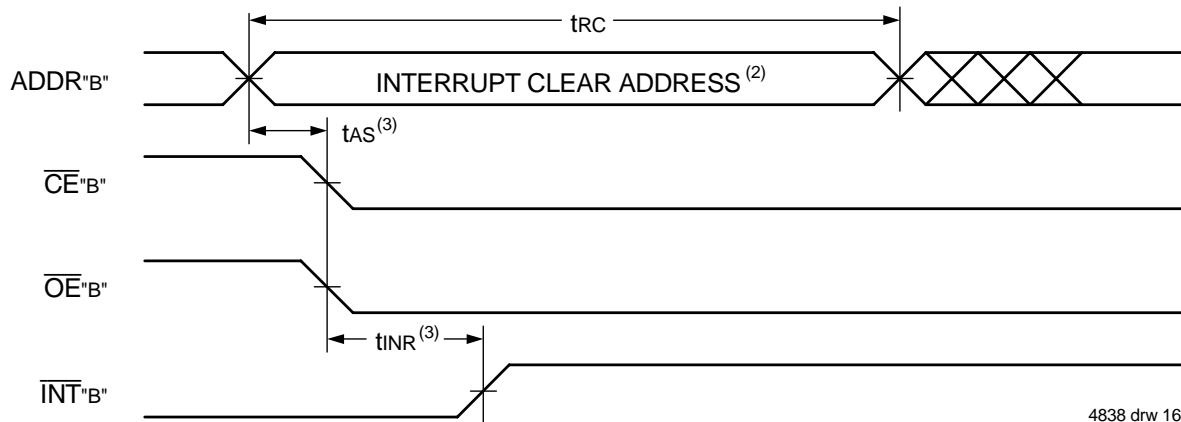 tRC
ADDR"B"
INTERRUPT CLEAR ADDRESS (2)
tAS(3)
CE"B"
OE"B"
tINR(3)
INT"B"
4838 drw 16